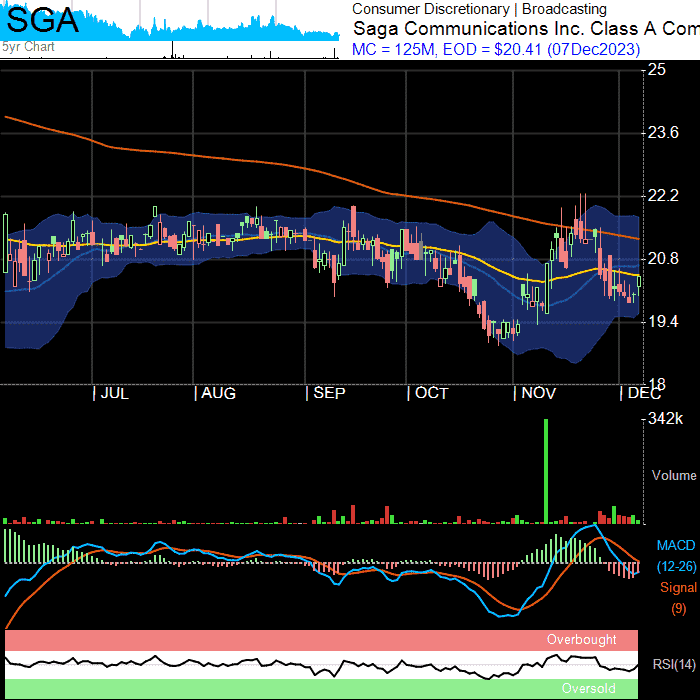 SGA
5yr Chart
Consumer Discretionary | Broadcasting
Saga Communications Inc. Class A Com
MC = 125M, EOD = $20.41 (07Dec2023)
25
23.6
22.2
20.8
19.4
18
JUL AUG SEP OCT NOV DEC
342k
Volume
MACD
(12-26)
Signal
(9)
Overbought
RSI(14)
Oversold